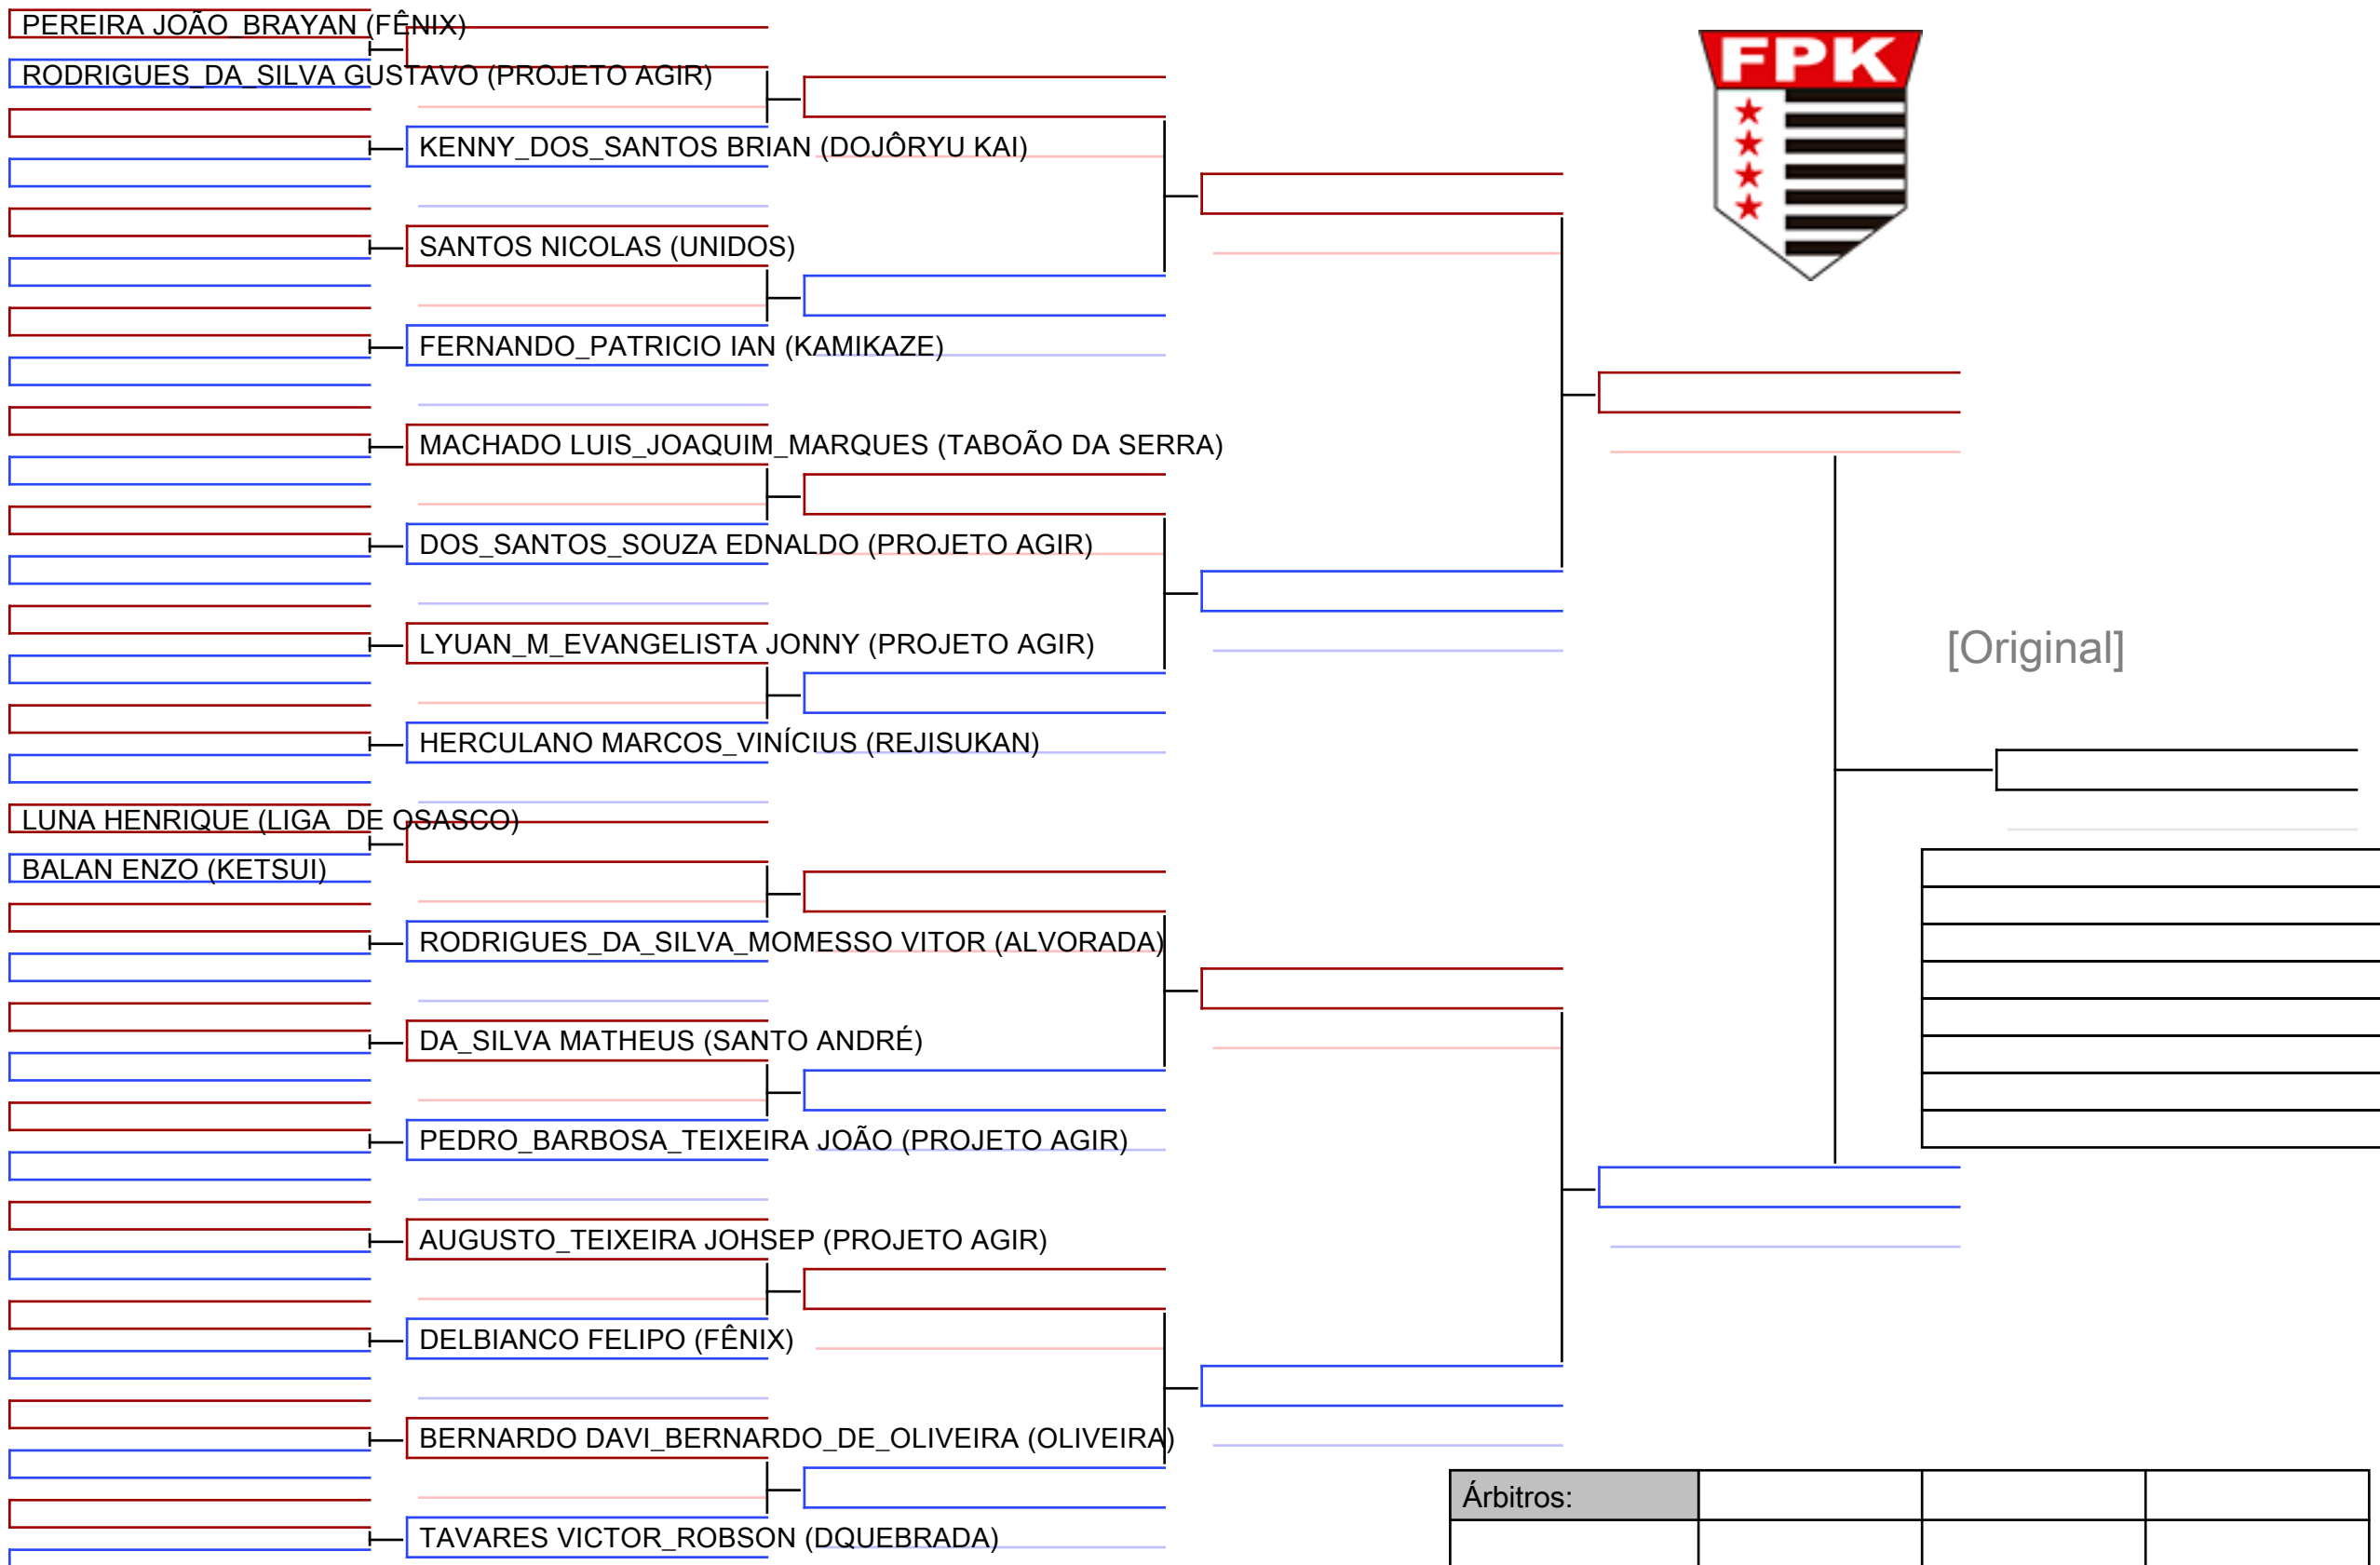 PEREIRA JOÃO_BRAYAN (FÊNIX)
RODRIGUES_DA_SILVA GUSTAVO (PROJETO AGIR)
KENNY_DOS_SANTOS BRIAN (DOJÔRYU KAI)
SANTOS NICOLAS (UNIDOS)
FERNANDO_PATRICIO IAN (KAMIKAZE)
MACHADO LUIS_JOAQUIM_MARQUES (TABOÃO DA SERRA)
DOS_SANTOS_SOUZA EDNALDO (PROJETO AGIR)
LYUAN_M_EVANGELISTA JONNY (PROJETO AGIR)
HERCULANO MARCOS_VINÍCIUS (REJISUKAN)
LUNA HENRIQUE (LIGA DE OSASCO)
BALAN ENZO (KETSUI)
RODRIGUES_DA_SILVA_MOMESSO VITOR (ALVORADA)
DA_SILVA MATHEUS (SANTO ANDRÉ)
PEDRO_BARBOSA_TEIXEIRA JOÃO (PROJETO AGIR)
AUGUSTO_TEIXEIRA JOHSEP (PROJETO AGIR)
DELBIANCO FELIPO (FÊNIX)
BERNARDO DAVI_BERNARDO_DE_OLIVEIRA (OLIVEIRA)
TAVARES VICTOR_ROBSON (DQUEBRADA)
FPK
[Original]
Árbitros: